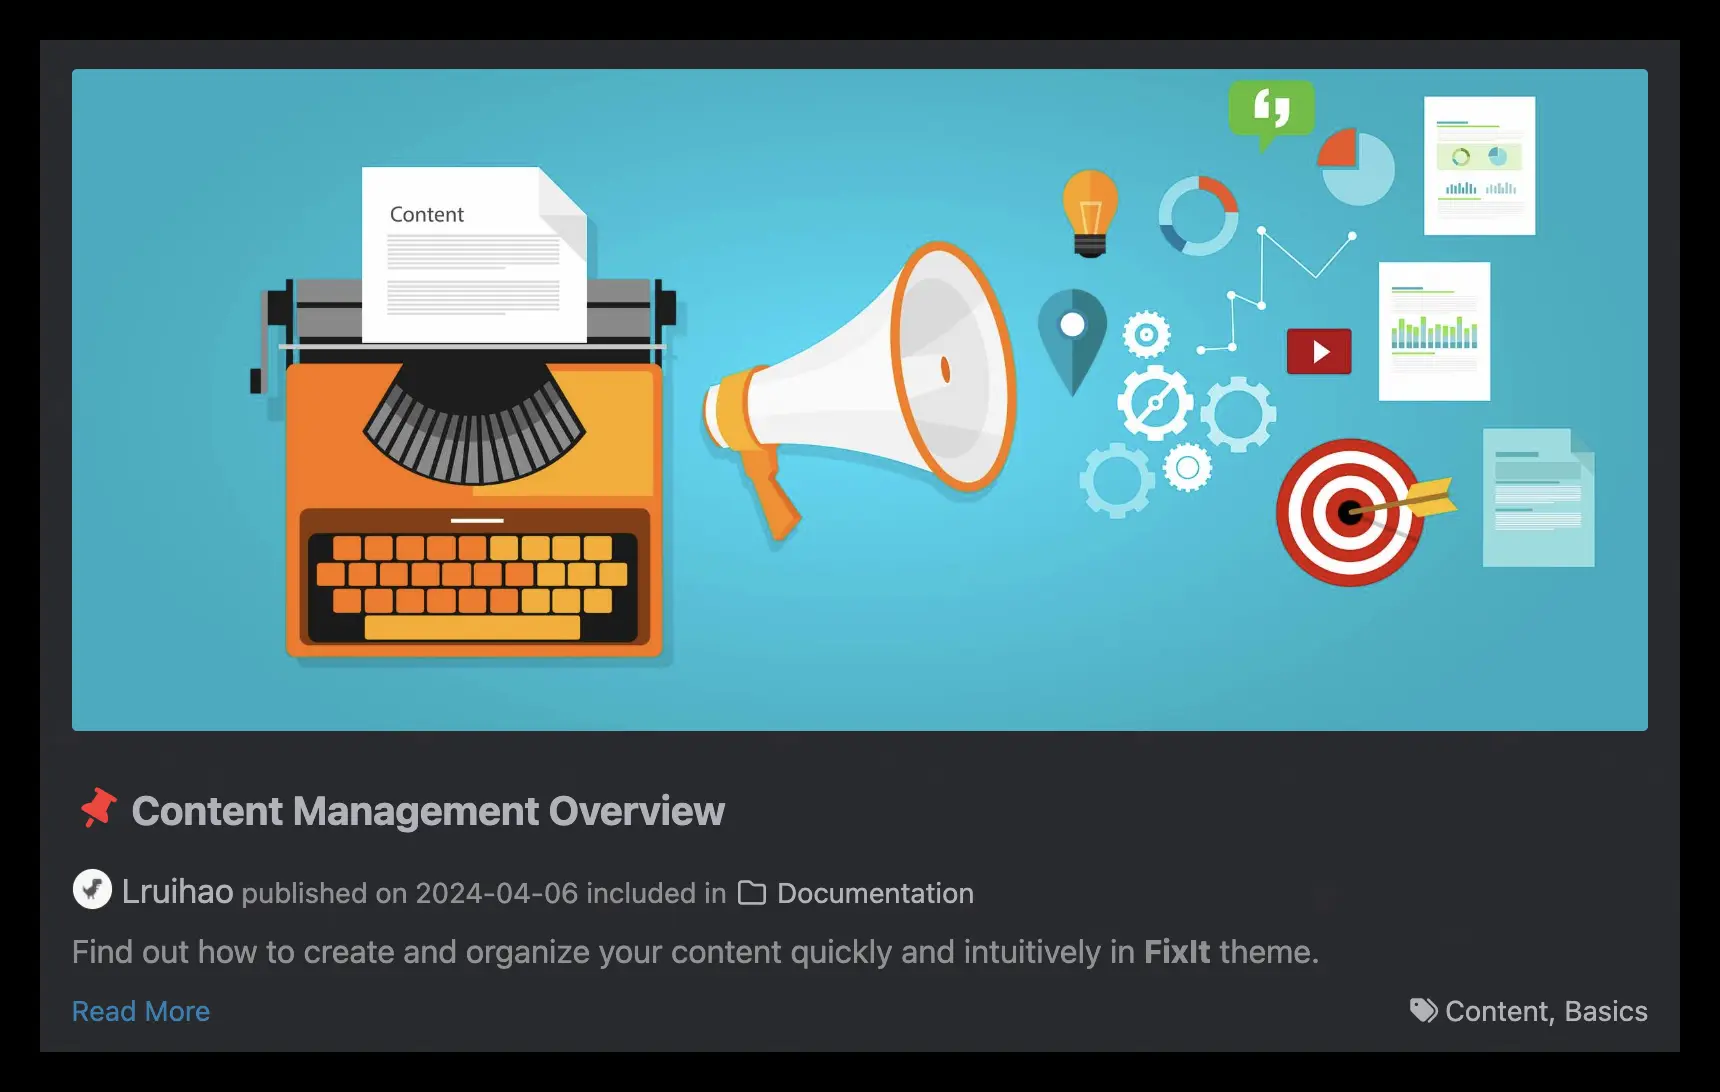 Content
Content Management Overview
Lruihao published on 2024-04-06 included in Documentation
Find out how to create and organize your content quickly and intuitively in FixIt theme.
Read More
Content, Basics